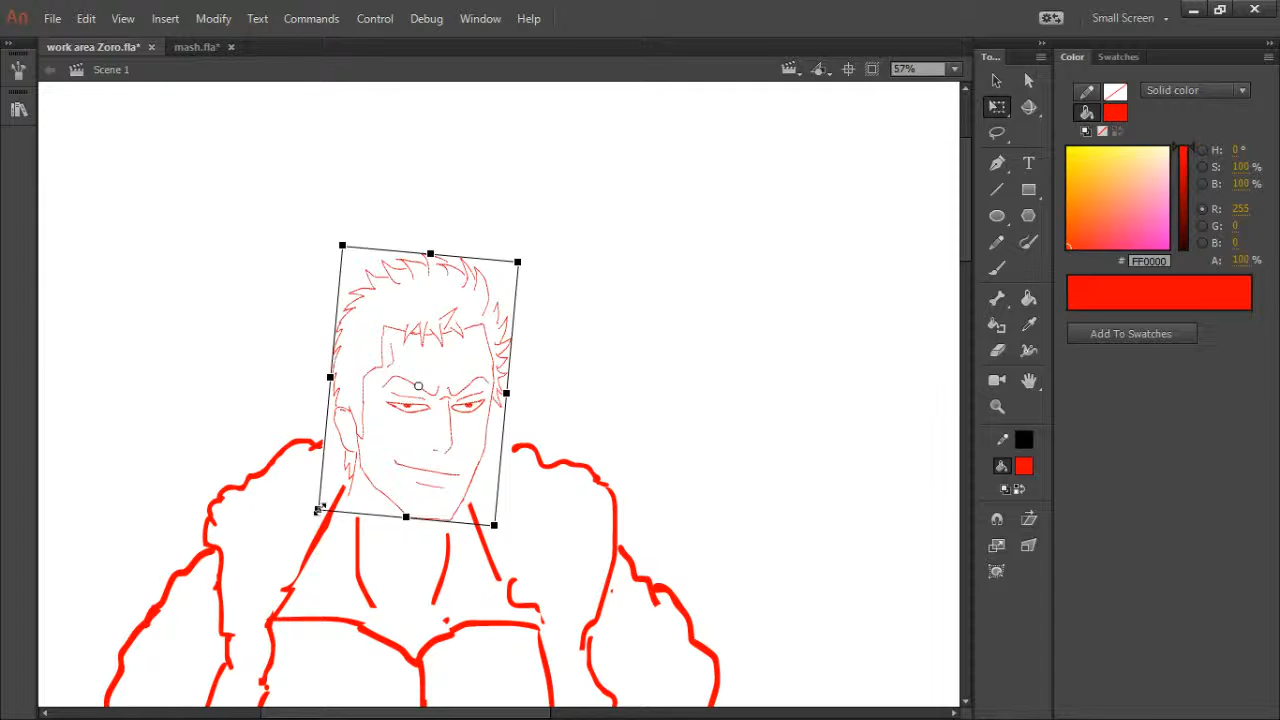 An File Edit View Insert Modify Text Commands Control Debug Window Help Small Screen
work area Zoro.fla* × mash.fla* ×
Scene 1 57%
To...
Color Swatches
Solid color
H: 0 °
S: 100 %
B: 100 %
R: 255
G: 0
B: 0
# FF0000 A: 100 %
Add To Swatches
T